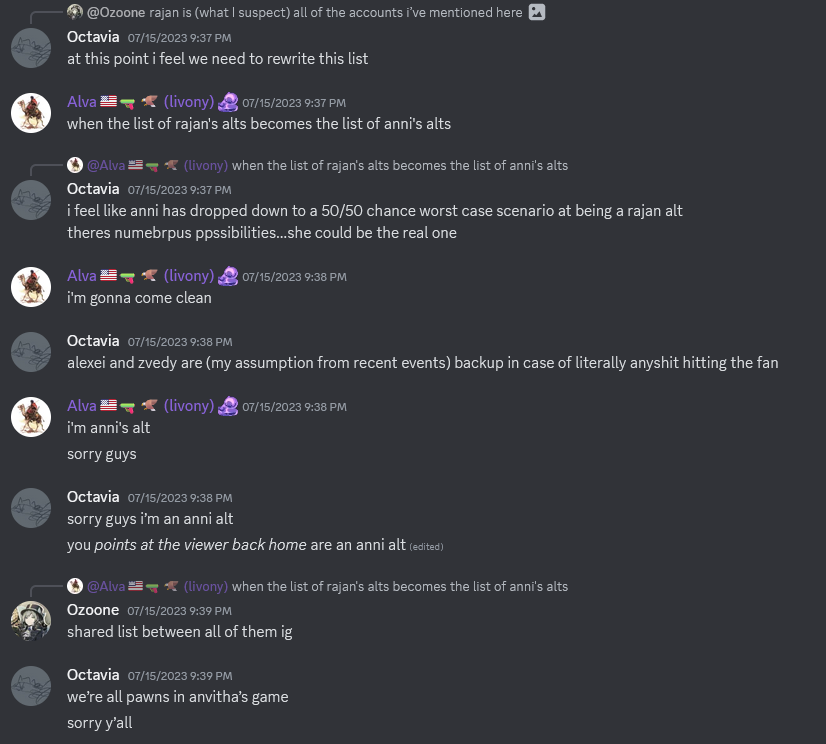 @Ozoone rajan is (what I suspect) all of the accounts i've mentioned here
Octavia 07/15/2023 9:37 PM
at this point i feel we need to rewrite this list
Alva (livony) 07/15/2023 9:37 PM
when the list of rajan's alts becomes the list of anni's alts
@Alva (livony) when the list of rajan's alts becomes the list of anni's alts
Octavia 07/15/2023 9:37 PM
i feel like anni has dropped down to a 50/50 chance worst case scenario at being a rajan alt
theres numebrpus ppssibilities...she could be the real one
Alva (livony) 07/15/2023 9:38 PM
i'm gonna come clean
Octavia 07/15/2023 9:38 PM
alexei and zvedy are (my assumption from recent events) backup in case of literally anyshit hitting the fan
Alva (livony) 07/15/2023 9:38 PM
i'm anni's alt
sorry guys
Octavia 07/15/2023 9:38 PM
sorry guys i'm an anni alt
you points at the viewer back home are an anni alt (edited)
@Alva (livony) when the list of rajan's alts becomes the list of anni's alts
Ozoone 07/15/2023 9:39 PM
shared list between all of them ig
Octavia 07/15/2023 9:39 PM
we're all pawns in anvitha's game
sorry y'all